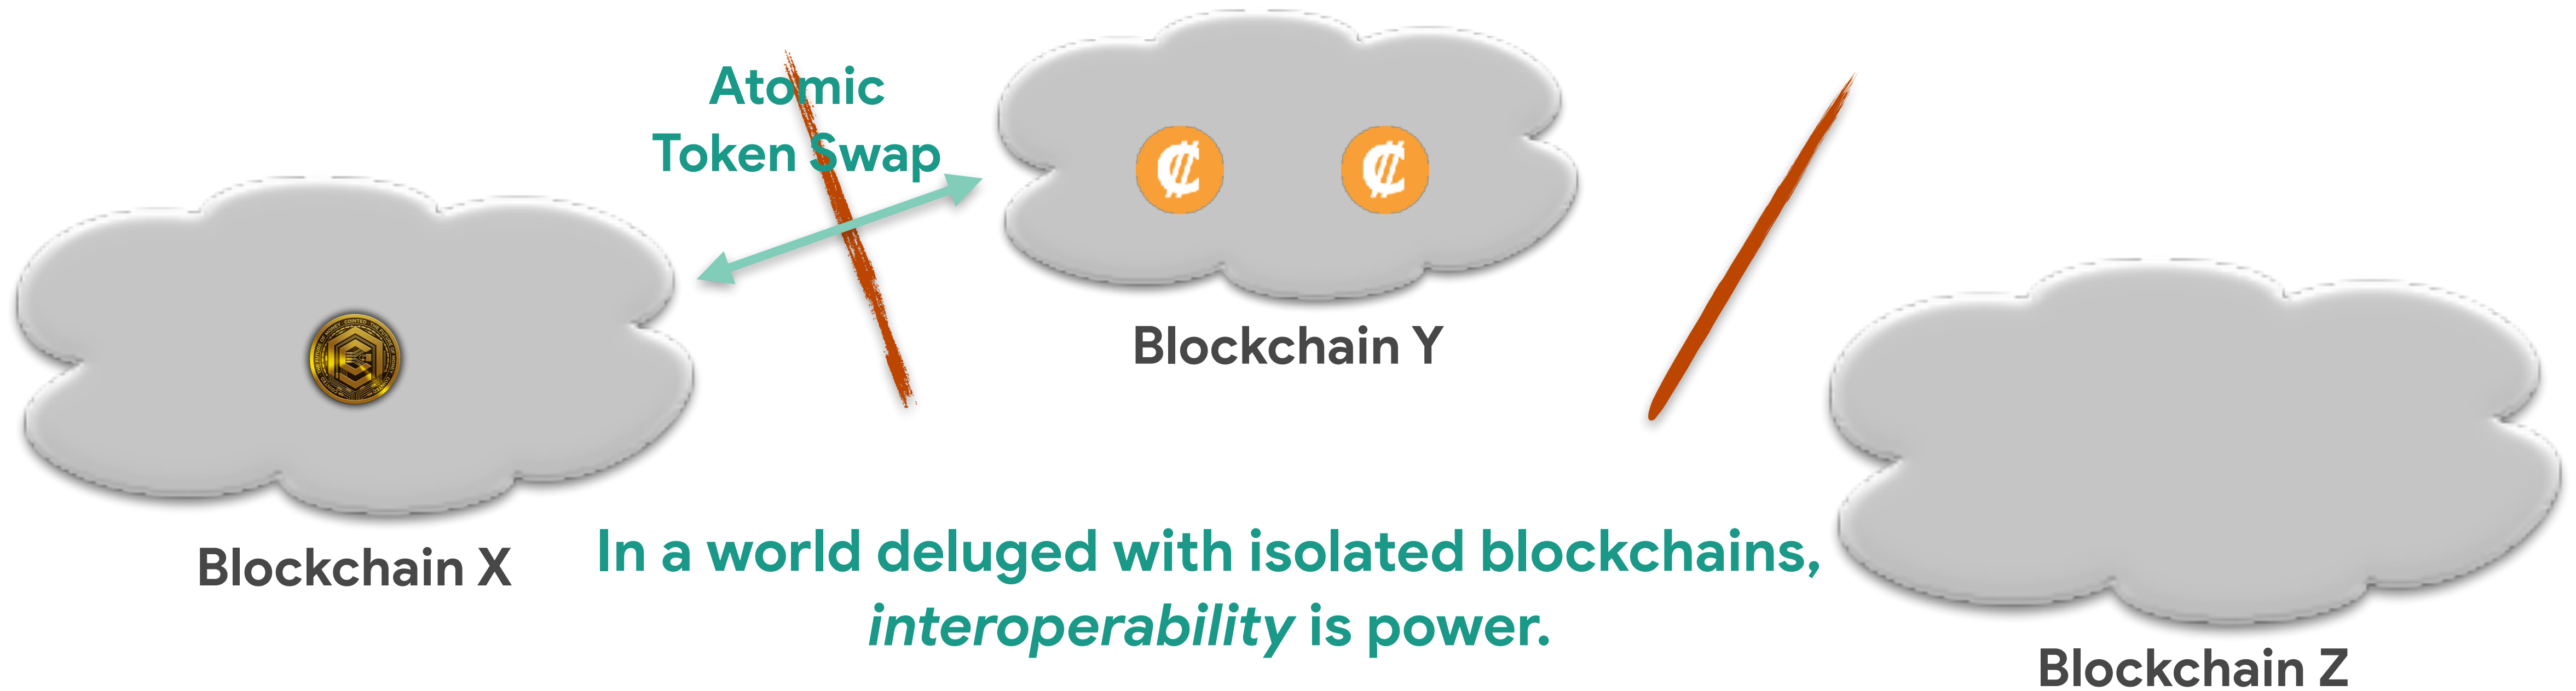 Atomic
Token Swap
Blockchain Y
Blockchain X
In a world deluged with isolated blockchains,
interoperability is power.
Blockchain Z